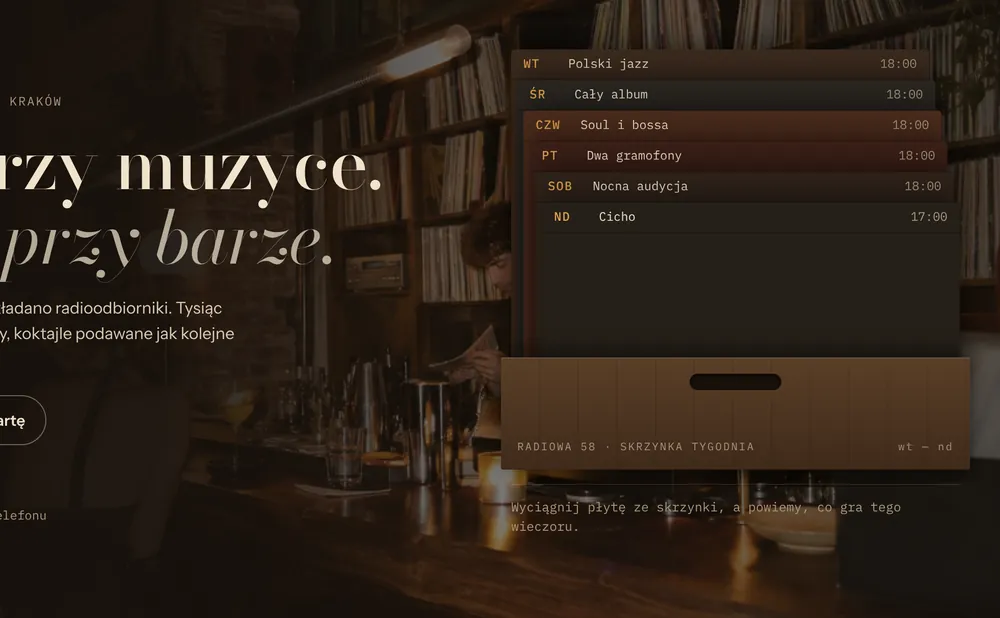 KRAKÓW
rzy muzyce.
przy barze.
ładano radioodbiorniki. Tysiąc
y, koktajle podawane jak kolejne
artę
elefonu
WT Polski jazz 18:00
ŚR Cały album 18:00
CZW Soul i bossa 18:00
PT Dwa gramofony 18:00
SOB Nocna audycja 18:00
ND Cicho 17:00
RADIOWA 58 · SKRZYNKA TYGODNIA wt — nd
Wyciągnij płytę ze skrzynki, a powiemy, co gra tego
wieczoru.